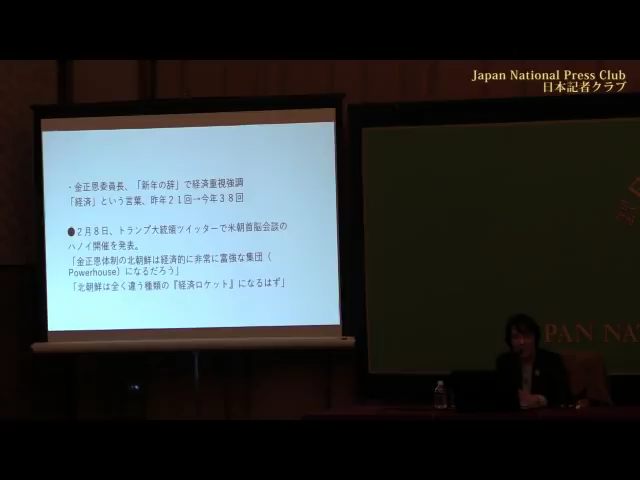 Japan National Press Club
日本記者クラブ
・金正恩委員長、「新年の辞」で経済重視強調
「経済」という言葉、昨年２１回→今年３８回
●２月８日、トランプ大統領ツイッターで米朝首脳会談の
ハノイ開催を発表。
「金正恩体制の北朝鮮は経済的に非常に富強な集団（
Powerhouse）になるだろう」
「北朝鮮は全く違う種類の『経済ロケット』になるはず」
PAN NA